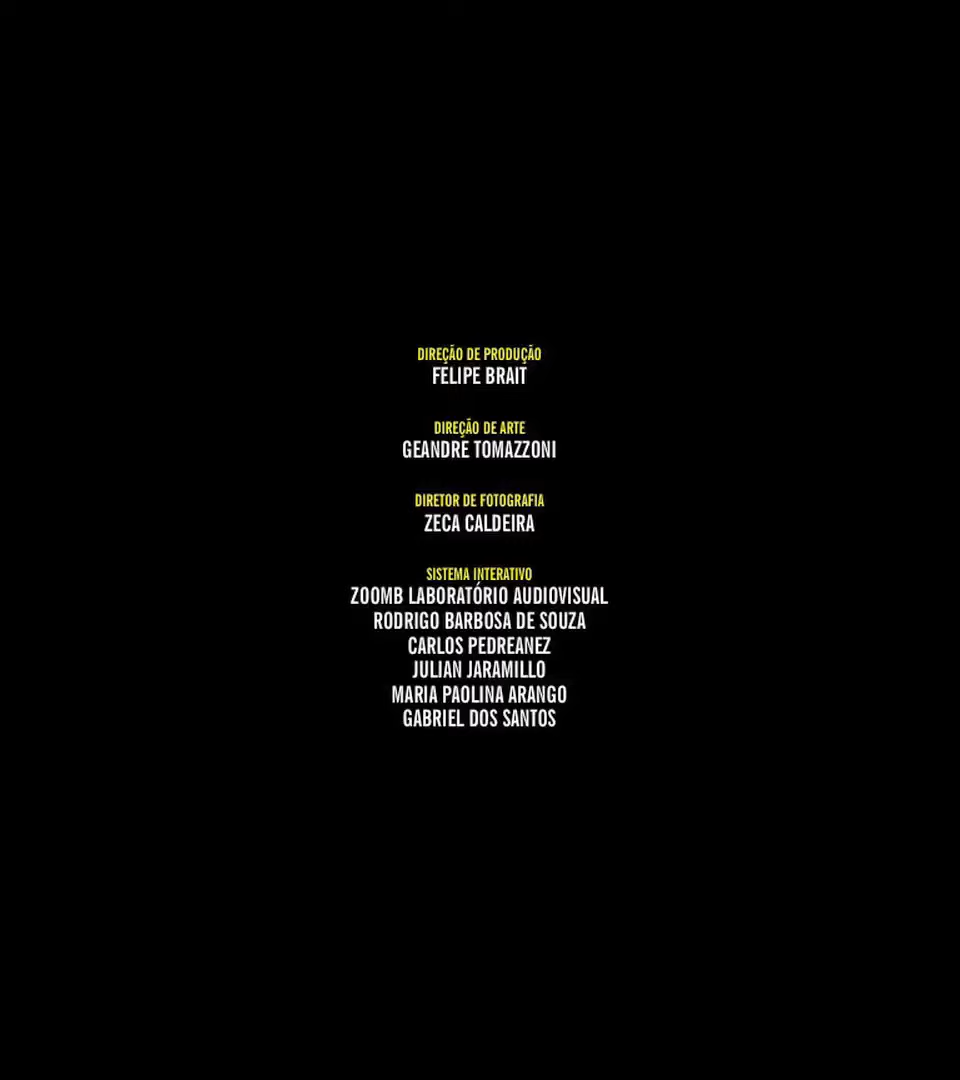 DIREÇÃO DE PRODUÇÃO
FELIPE BRAIT
DIREÇÃO DE ARTE
GEANDRE TOMAZZONI
DIRETOR DE FOTOGRAFIA
ZECA CALDEIRA
SISTEMA INTERATIVO
ZOOMB LABORATÓRIO AUDIOVISUAL
RODRIGO BARBOSA DE SOUZA
CARLOS PEDREANEZ
JULIAN JARAMILLO
MARIA PAOLINA ARANGO
GABRIEL DOS SANTOS